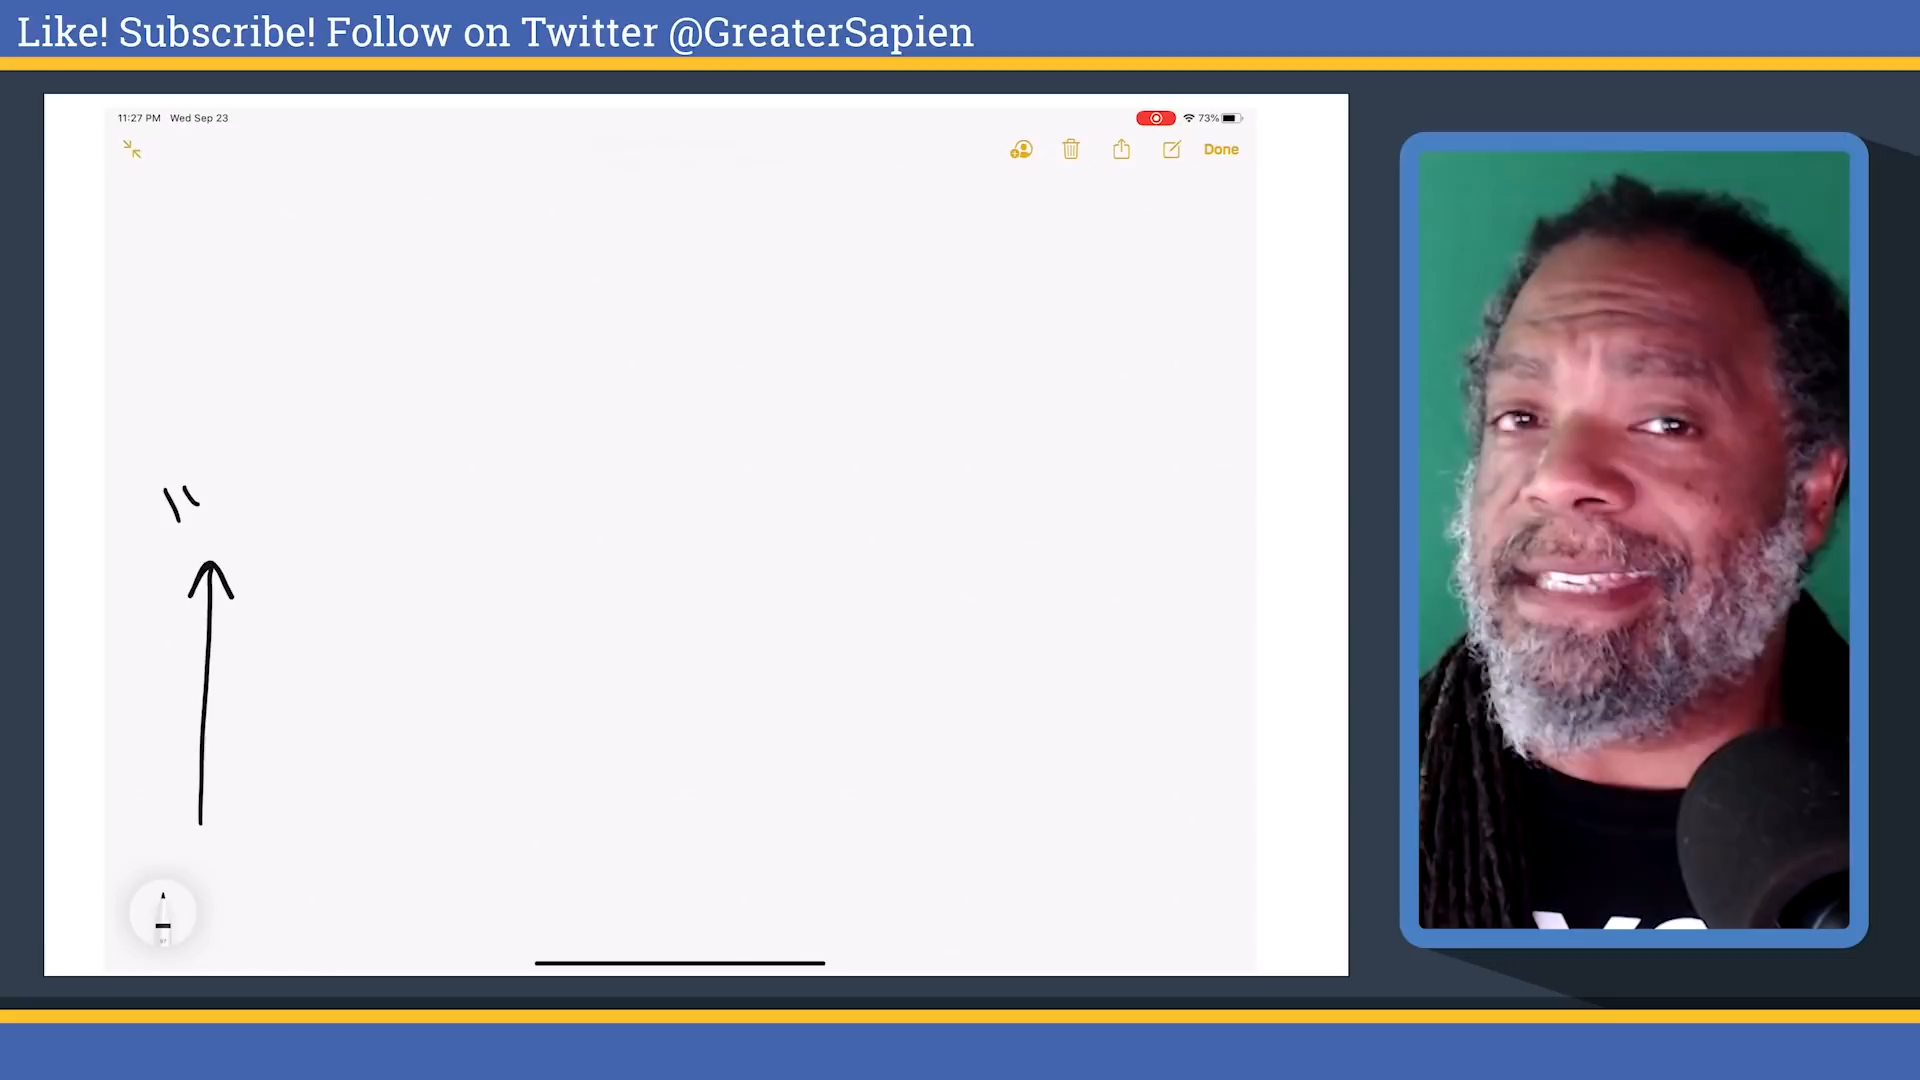 Like! Subscribe! Follow on Twitter @GreaterSapien
11:27 PM Wed Sep 23
73%
Done